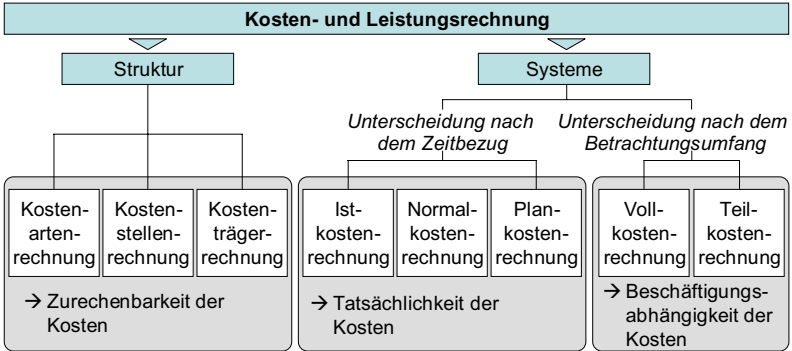 Kosten- und Leistungsrechnung
Struktur
Systeme
Unterscheidung nach
dem Zeitbezug
Unterscheidung nach dem
Betrachtungsumfang
Kosten-
arten-
rechnung
Kosten-
stellen-
rechnung
Kosten-
träger-
rechnung
Ist-
kosten-
rechnung
Normal-
kosten-
rechnung
Plan-
kosten-
rechnung
Voll-
kosten-
rechnung
Teil-
kosten-
rechnung
→ Zurechenbarkeit der
Kosten
→ Tatsächlichkeit der
Kosten
→ Beschäftigungs-
abhängigkeit der
Kosten